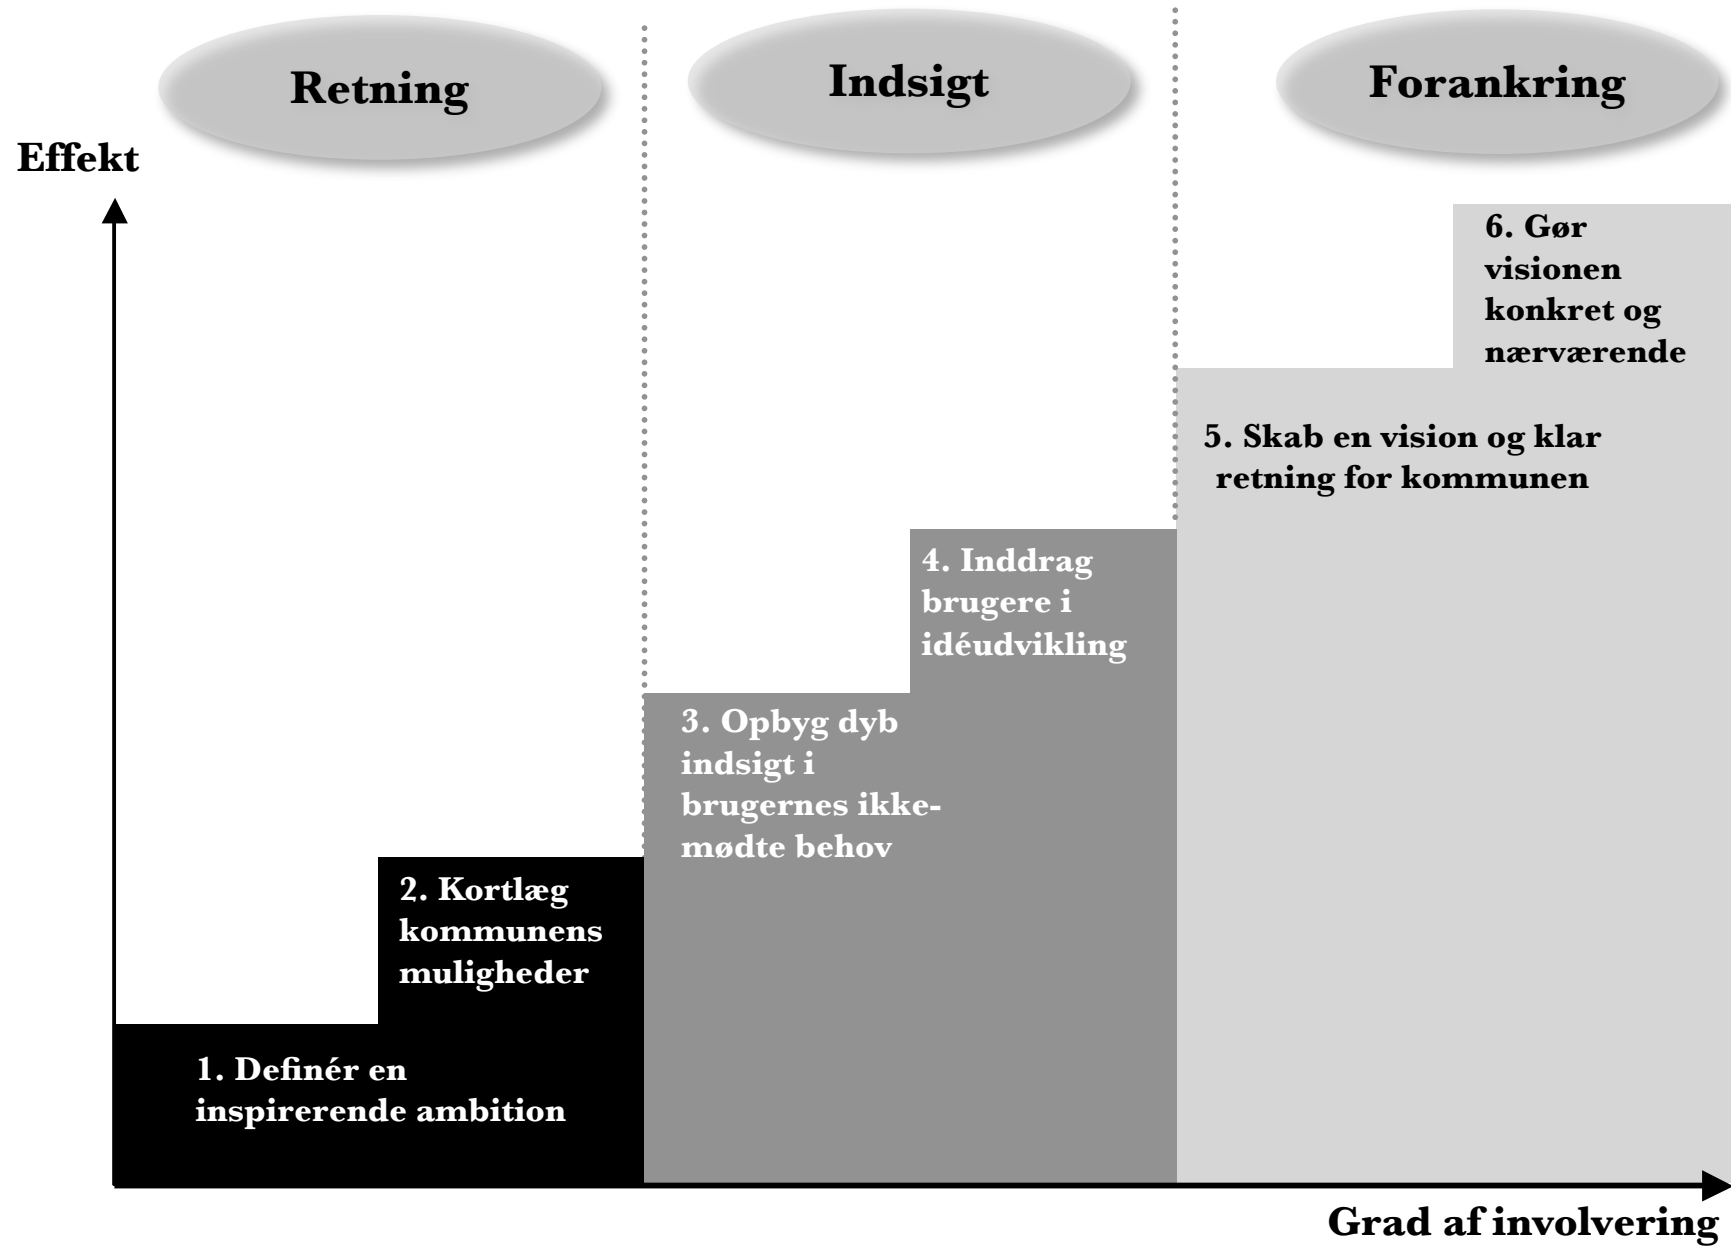 Retning
Indsigt
Forankring
Effekt
6. Gør
visionen
konkret og
nærværende
5. Skab en vision og klar
retning for kommunen
4. Inddrag
brugere i
idéudvikling
3. Opbyg dyb
indsigt i
brugernes ikke-
mødte behov
2. Kortlæg
kommunens
muligheder
1. Definér en
inspirerende ambition
Grad af involvering